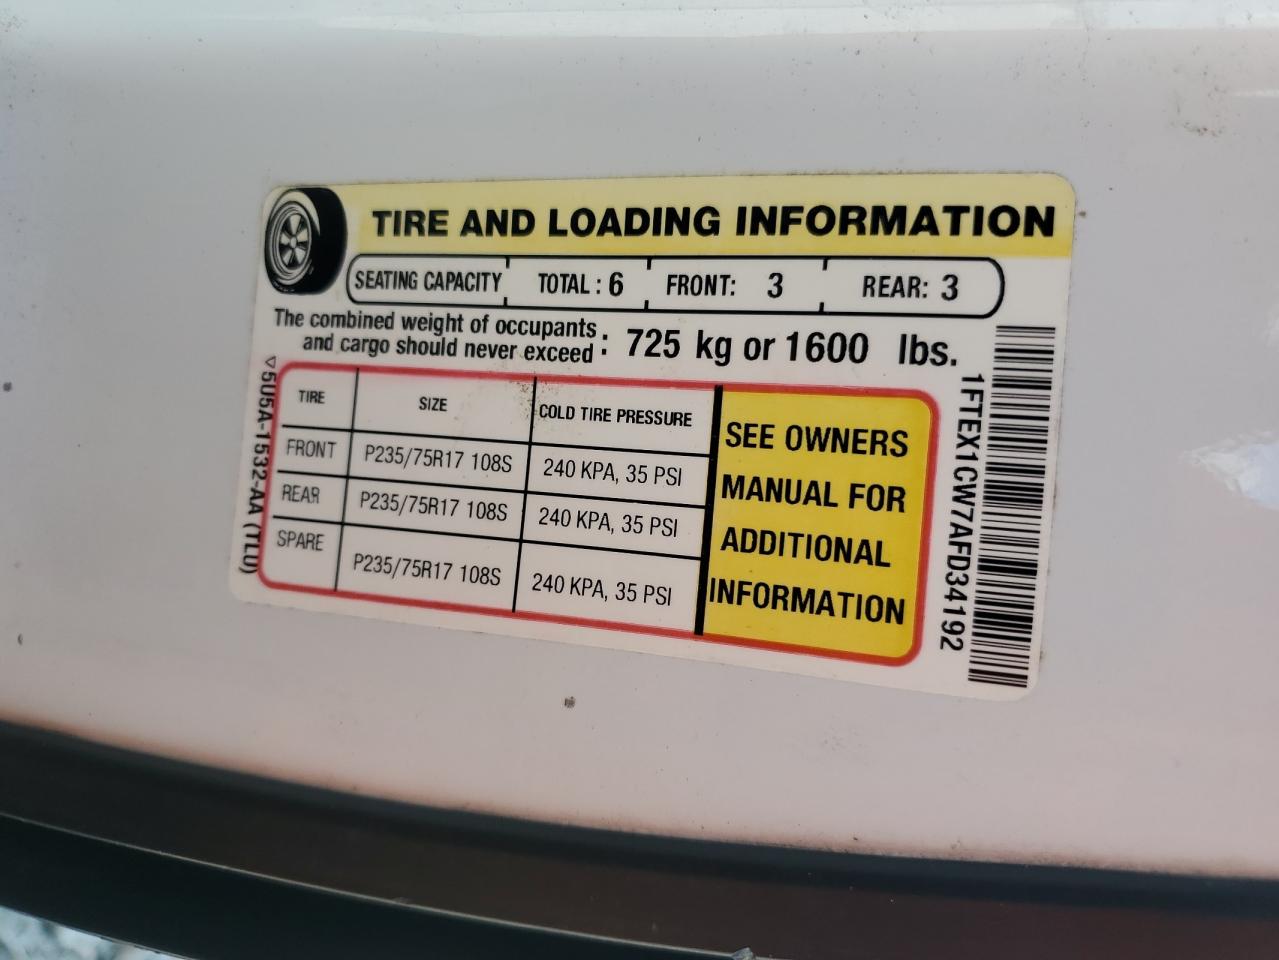 TIRE AND LOADING INFORMATION
SEATING CAPACITY TOTAL : 6 FRONT: 3 REAR: 3
The combined weight of occupants
and cargo should never exceed : 725 kg or 1600 lbs.
TIRE SIZE COLD TIRE PRESSURE
FRONT P235/75R17 108S 240 KPA, 35 PSI
REAR P235/75R17 108S 240 KPA, 35 PSI
SPARE P235/75R17 108S 240 KPA, 35 PSI
SEE OWNERS
MANUAL FOR
ADDITIONAL
INFORMATION
5U5A-1532-AA (TLU)
1FTEX1CW7AFD34192